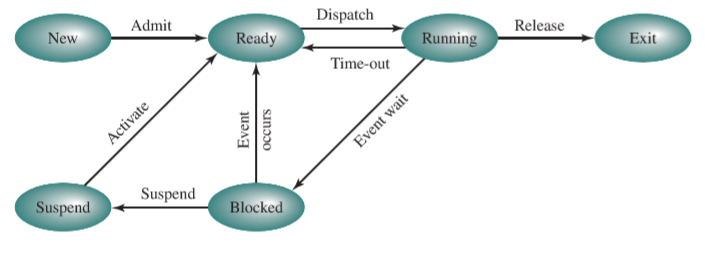 Dispatch
Admit
Release
New
Ready
Running
Exit
Time-out
Activate
Event
occurs
Event wait
Suspend
Suspend
Blocked